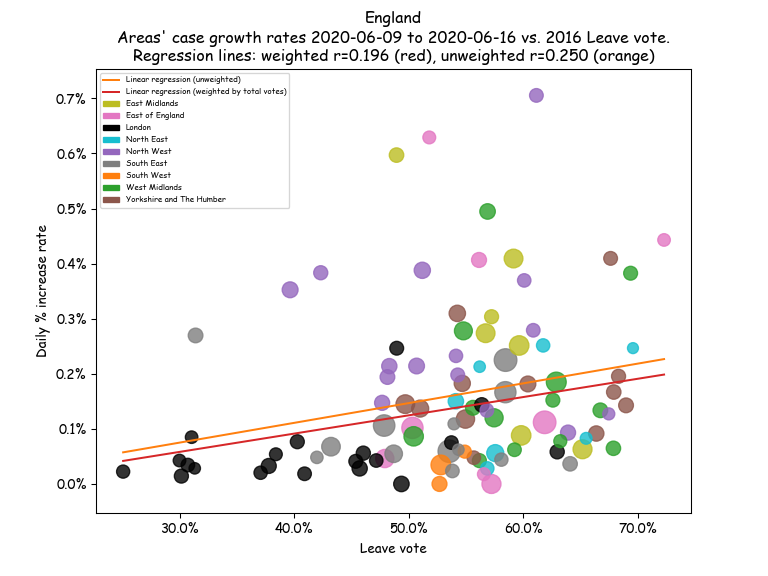 England
Areas' case growth rates 2020-06-09 to 2020-06-16 vs. 2016 Leave vote.
Regression lines: weighted r=0.196 (red), unweighted r=0.250 (orange)
Linear regression (unweighted)
Linear regression (weighted by total votes)
East Midlands
East of England
London
North East
North West
South East
South West
West Midlands
Yorkshire and The Humber
0.7%
0.6%
0.5%
0.4%
0.3%
0.2%
0.1%
0.0%
Daily % increase rate
30.0% 40.0% 50.0% 60.0% 70.0%
Leave vote